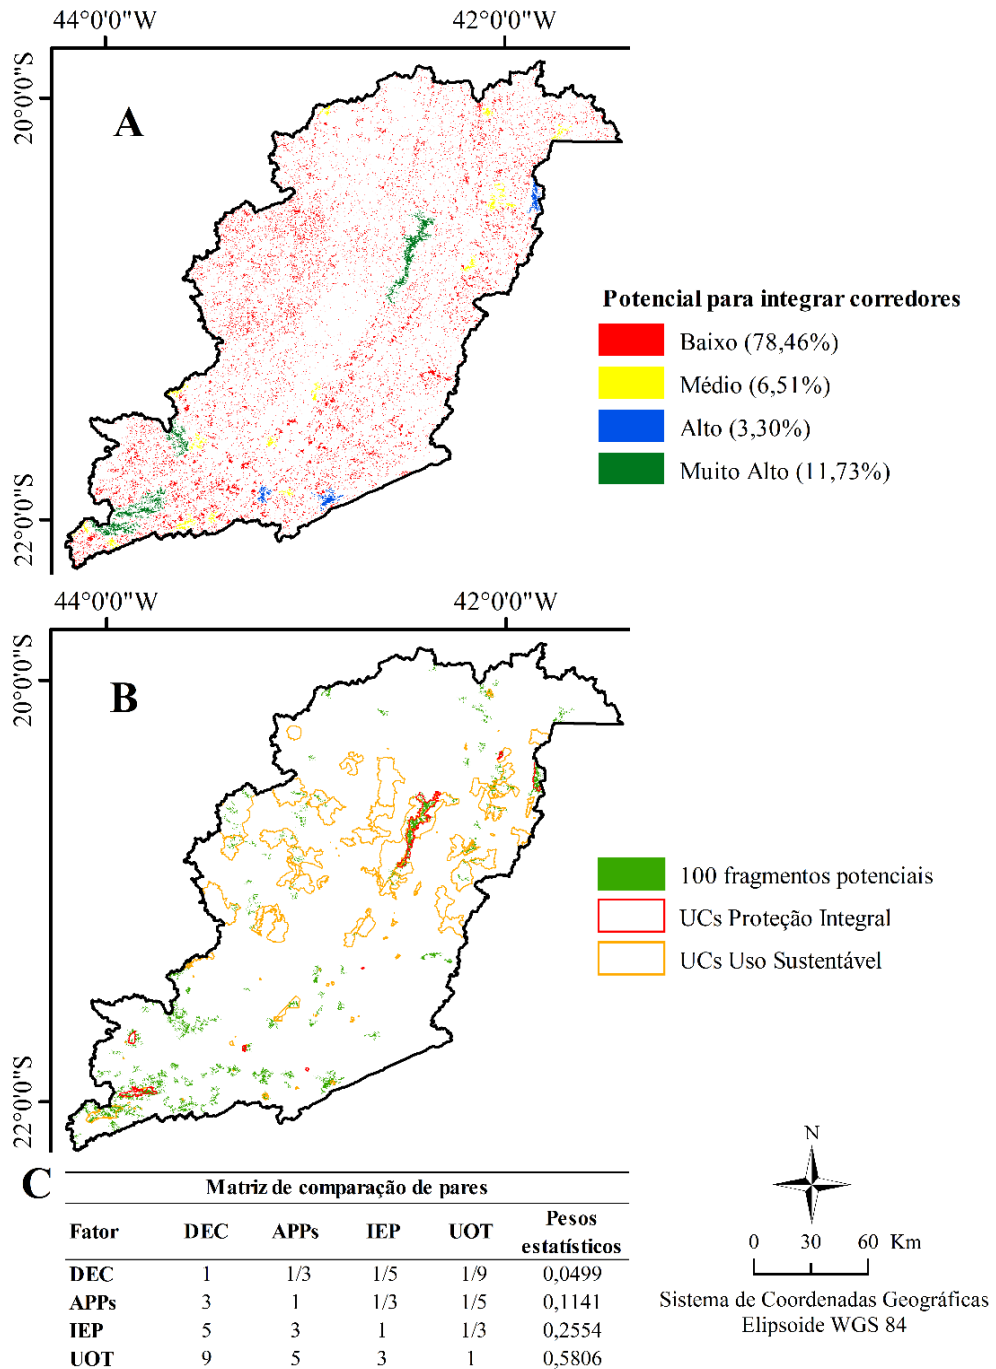 44°0'0"W 42°0'0"W
20°0'0"S
A
Potencial para integrar corredores
Baixo (78,46%)
Médio (6,51%)
Alto (3,30%)
Muito Alto (11,73%)
22°0'0"S
44°0'0"W 42°0'0"W
20°0'0"S
B
100 fragmentos potenciais
UCs Proteção Integral
UCs Uso Sustentável
22°0'0"S
C
Matriz de comparação de pares
Fator DEC APPs IEP UOT Pesos estatísticos
DEC 1 1/3 1/5 1/9 0,0499
APPs 3 1 1/3 1/5 0,1141
IEP 5 3 1 1/3 0,2554
UOT 9 5 3 1 0,5806
N
0 30 60 Km
Sistema de Coordenadas Geográficas
Elipsoide WGS 84